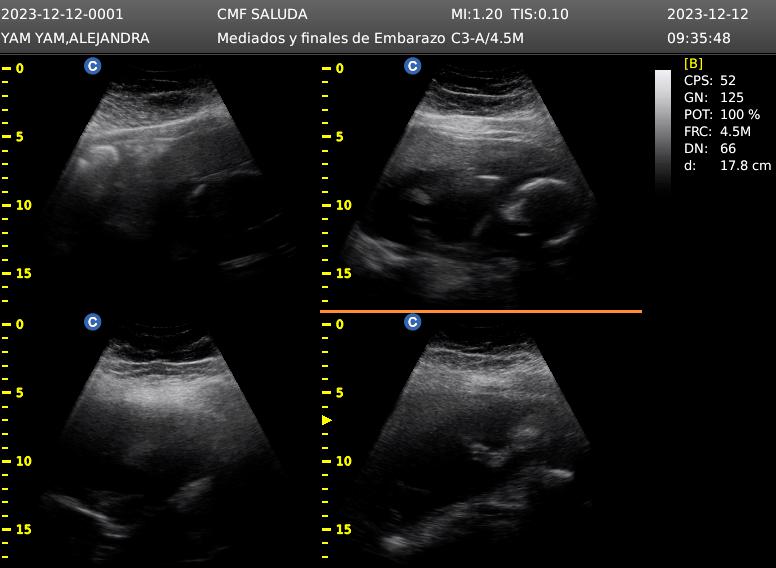 2023-12-12-0001 CMF SALUDA MI:1.20 TIS:0.10 2023-12-12
YAM YAM,ALEJANDRA Mediados y finales de Embarazo C3-A/4.5M 09:35:48
C C [B]
0 0 CPS: 52
GN: 125
POT: 100 %
FRC: 4.5M
5 5 DN: 66
d: 17.8 cm
10 10
15 15
C C
0 0
5 5
10 10
15 15